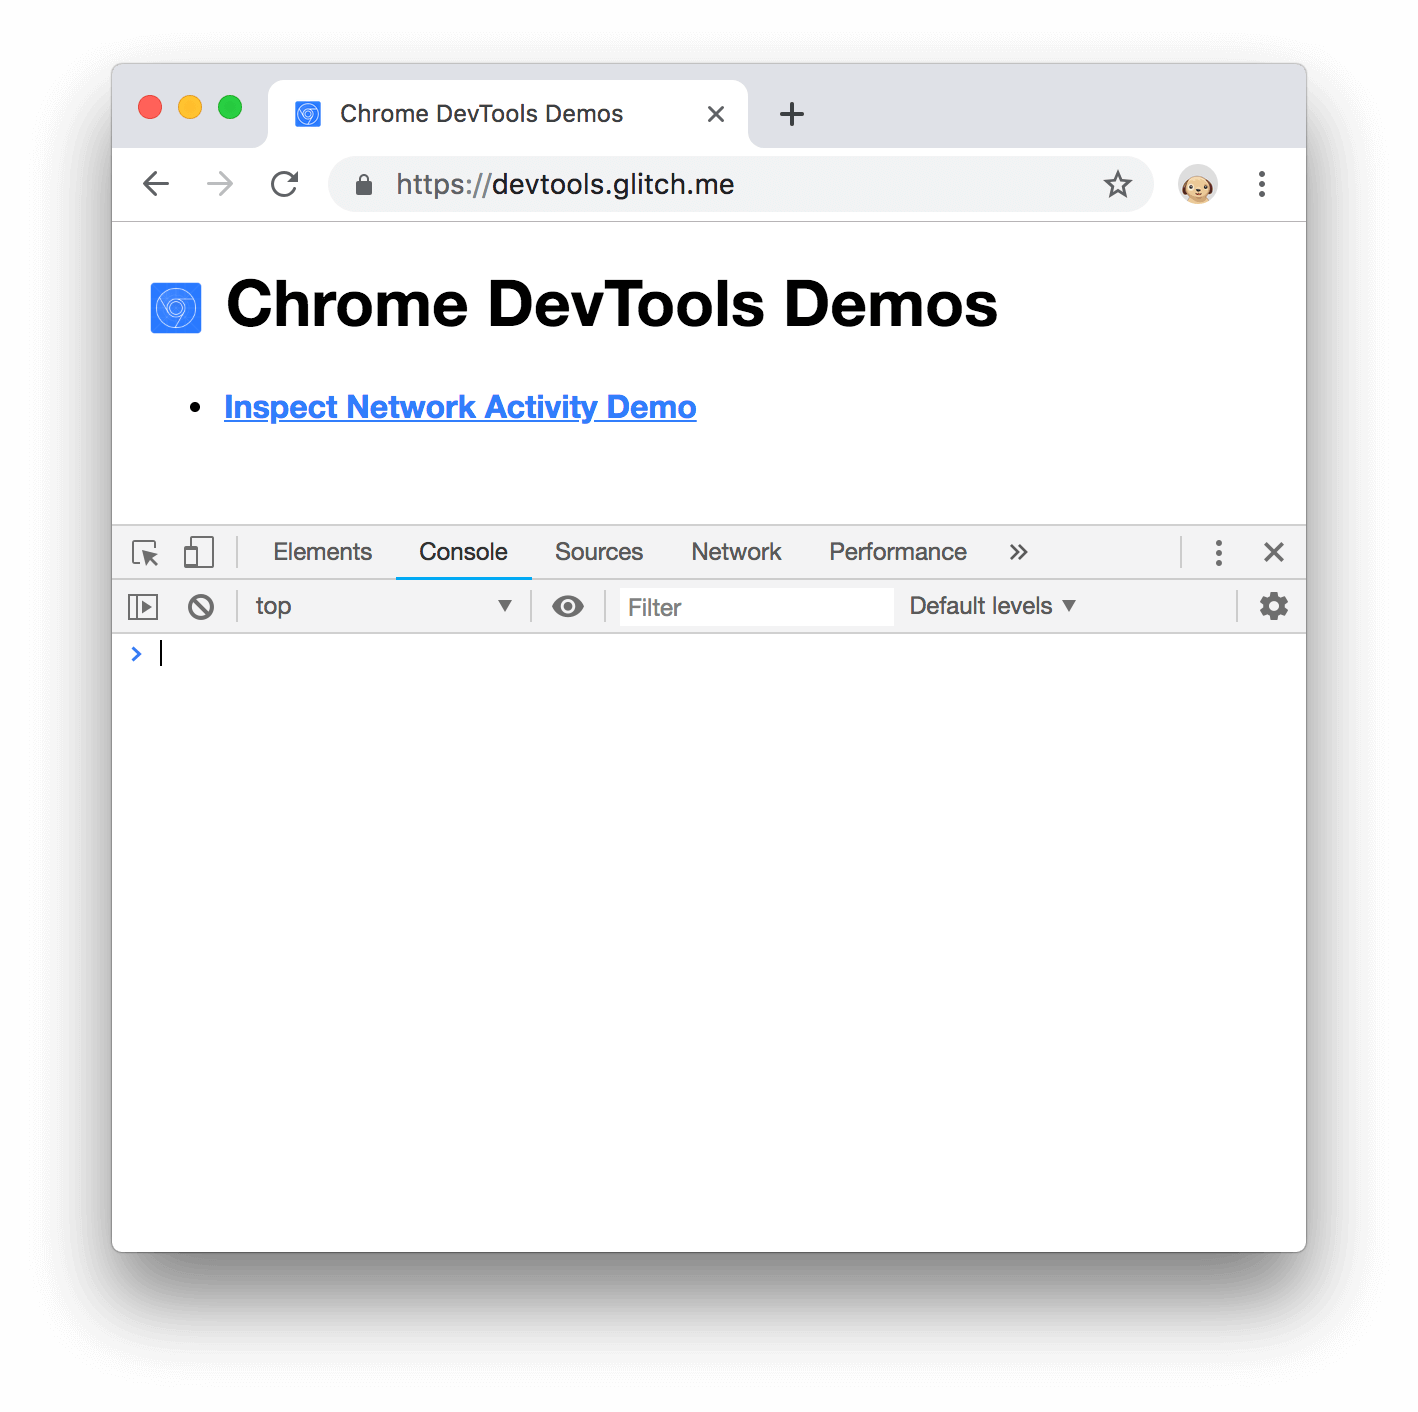 Chrome DevTools Demos
https://devtools.glitch.me
Chrome DevTools Demos
Inspect Network Activity Demo
Elements Console Sources Network Performance
top Filter Default levels